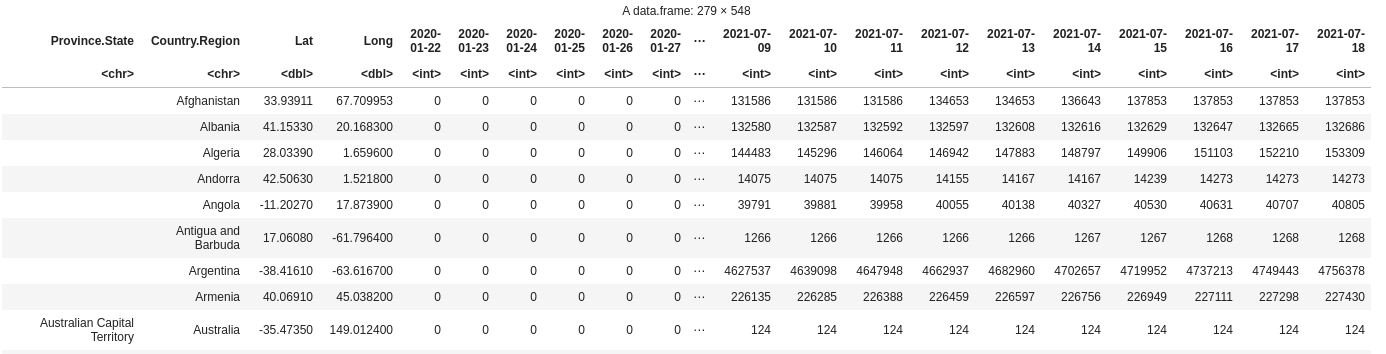 A data.frame: 279 × 548
Province.State Country.Region Lat Long 2020-01-22 2020-01-23 2020-01-24 2020-01-25 2020-01-26 2020-01-27 ⋯ 2021-07-09 2021-07-10 2021-07-11 2021-07-12 2021-07-13 2021-07-14 2021-07-15 2021-07-16 2021-07-17 2021-07-18
<chr> <chr> <dbl> <dbl> <int> <int> <int> <int> <int> <int> ⋯ <int> <int> <int> <int> <int> <int> <int> <int> <int> <int>
Afghanistan 33.93911 67.709953 0 0 0 0 0 0 ⋯ 131586 131586 131586 134653 134653 136643 137853 137853 137853 137853
Albania 41.15330 20.168300 0 0 0 0 0 0 ⋯ 132580 132587 132592 132597 132608 132616 132629 132647 132665 132686
Algeria 28.03390 1.659600 0 0 0 0 0 0 ⋯ 144483 145296 146064 146942 147883 148797 149906 151103 152210 153309
Andorra 42.50630 1.521800 0 0 0 0 0 0 ⋯ 14075 14075 14075 14155 14167 14167 14239 14273 14273 14273
Angola -11.20270 17.873900 0 0 0 0 0 0 ⋯ 39791 39881 39958 40055 40138 40327 40530 40631 40707 40805
Antigua and Barbuda 17.06080 -61.796400 0 0 0 0 0 0 ⋯ 1266 1266 1266 1266 1266 1267 1267 1268 1268 1268
Argentina -38.41610 -63.616700 0 0 0 0 0 0 ⋯ 4627537 4639098 4647948 4662937 4682960 4702657 4719952 4737213 4749443 4756378
Armenia 40.06910 45.038200 0 0 0 0 0 0 ⋯ 226135 226285 226388 226459 226597 226756 226949 227111 227298 227430
Australian Capital Territory Australia -35.47350 149.012400 0 0 0 0 0 0 ⋯ 124 124 124 124 124 124 124 124 124 124